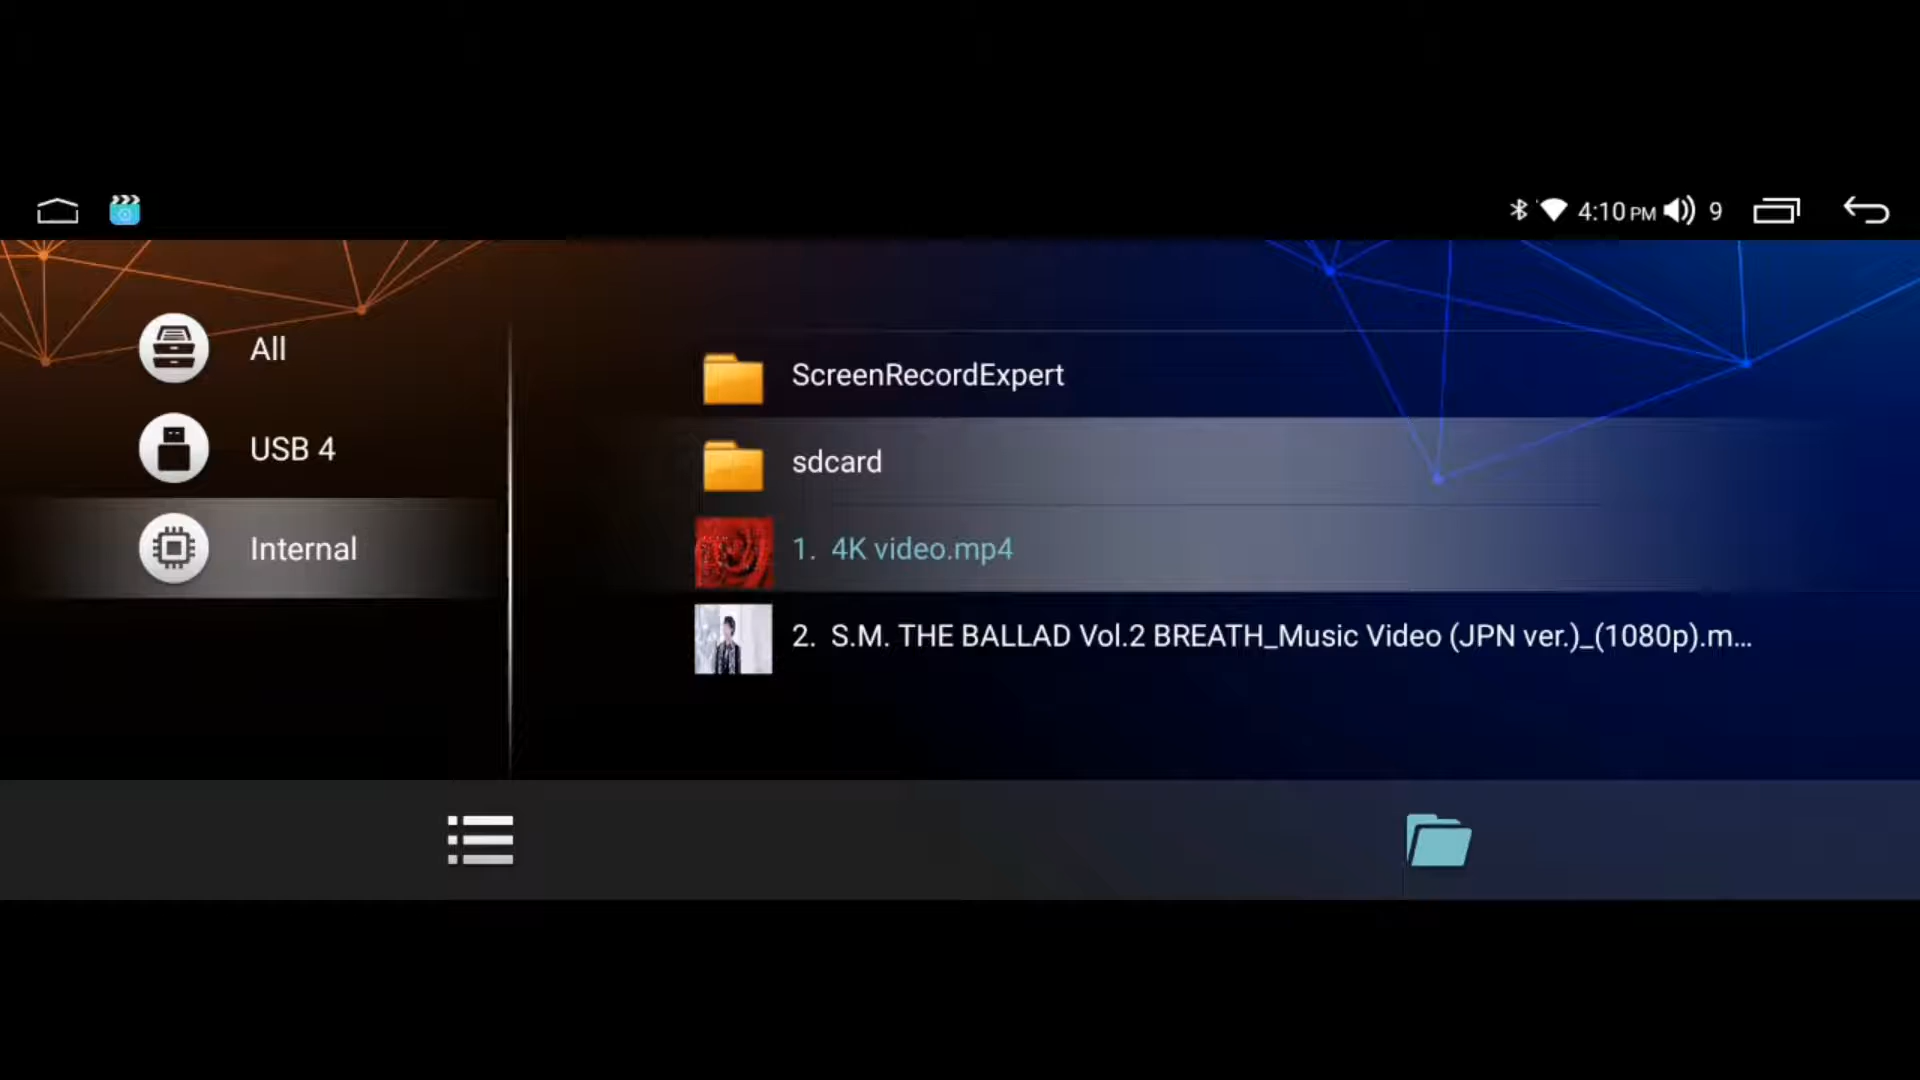 4:10 PM 9
All
USB 4
Internal
ScreenRecordExpert
sdcard
1. 4K video.mp4
2. S.M. THE BALLAD Vol.2 BREATH_Music Video (JPN ver.)_(1080p).m...